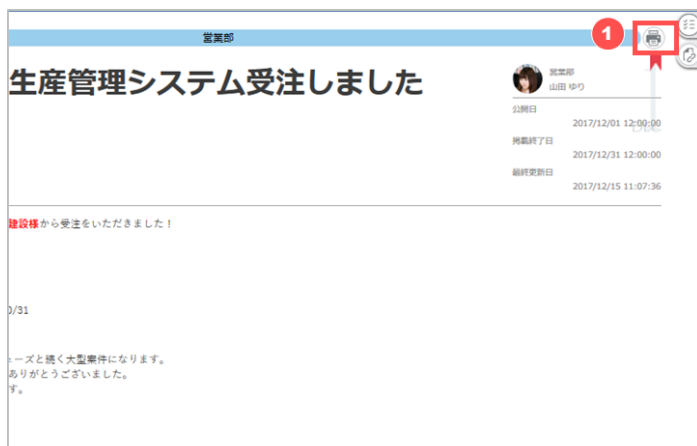 営業部
1
生産管理システム受注しました
営業部
山田 ゆり
公開日
2017/12/01 12:00:00
掲載終了日
2017/12/31 12:00:00
最終更新日
2017/12/15 11:07:36
建設様から受注をいただきました！
0/31
ェーズと続く大型案件になります。
ありがとうございました。
す。